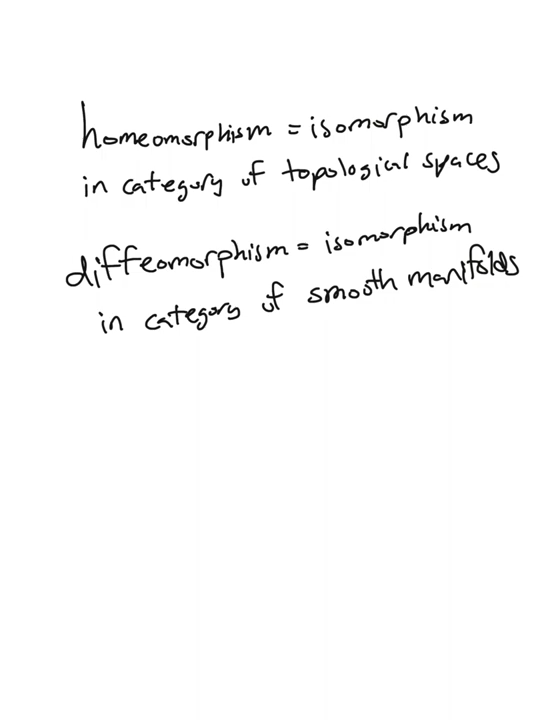 homeomorphism = isomorphism
in category of topological spaces
diffeomorphism = isomorphism
in category of smooth manifolds